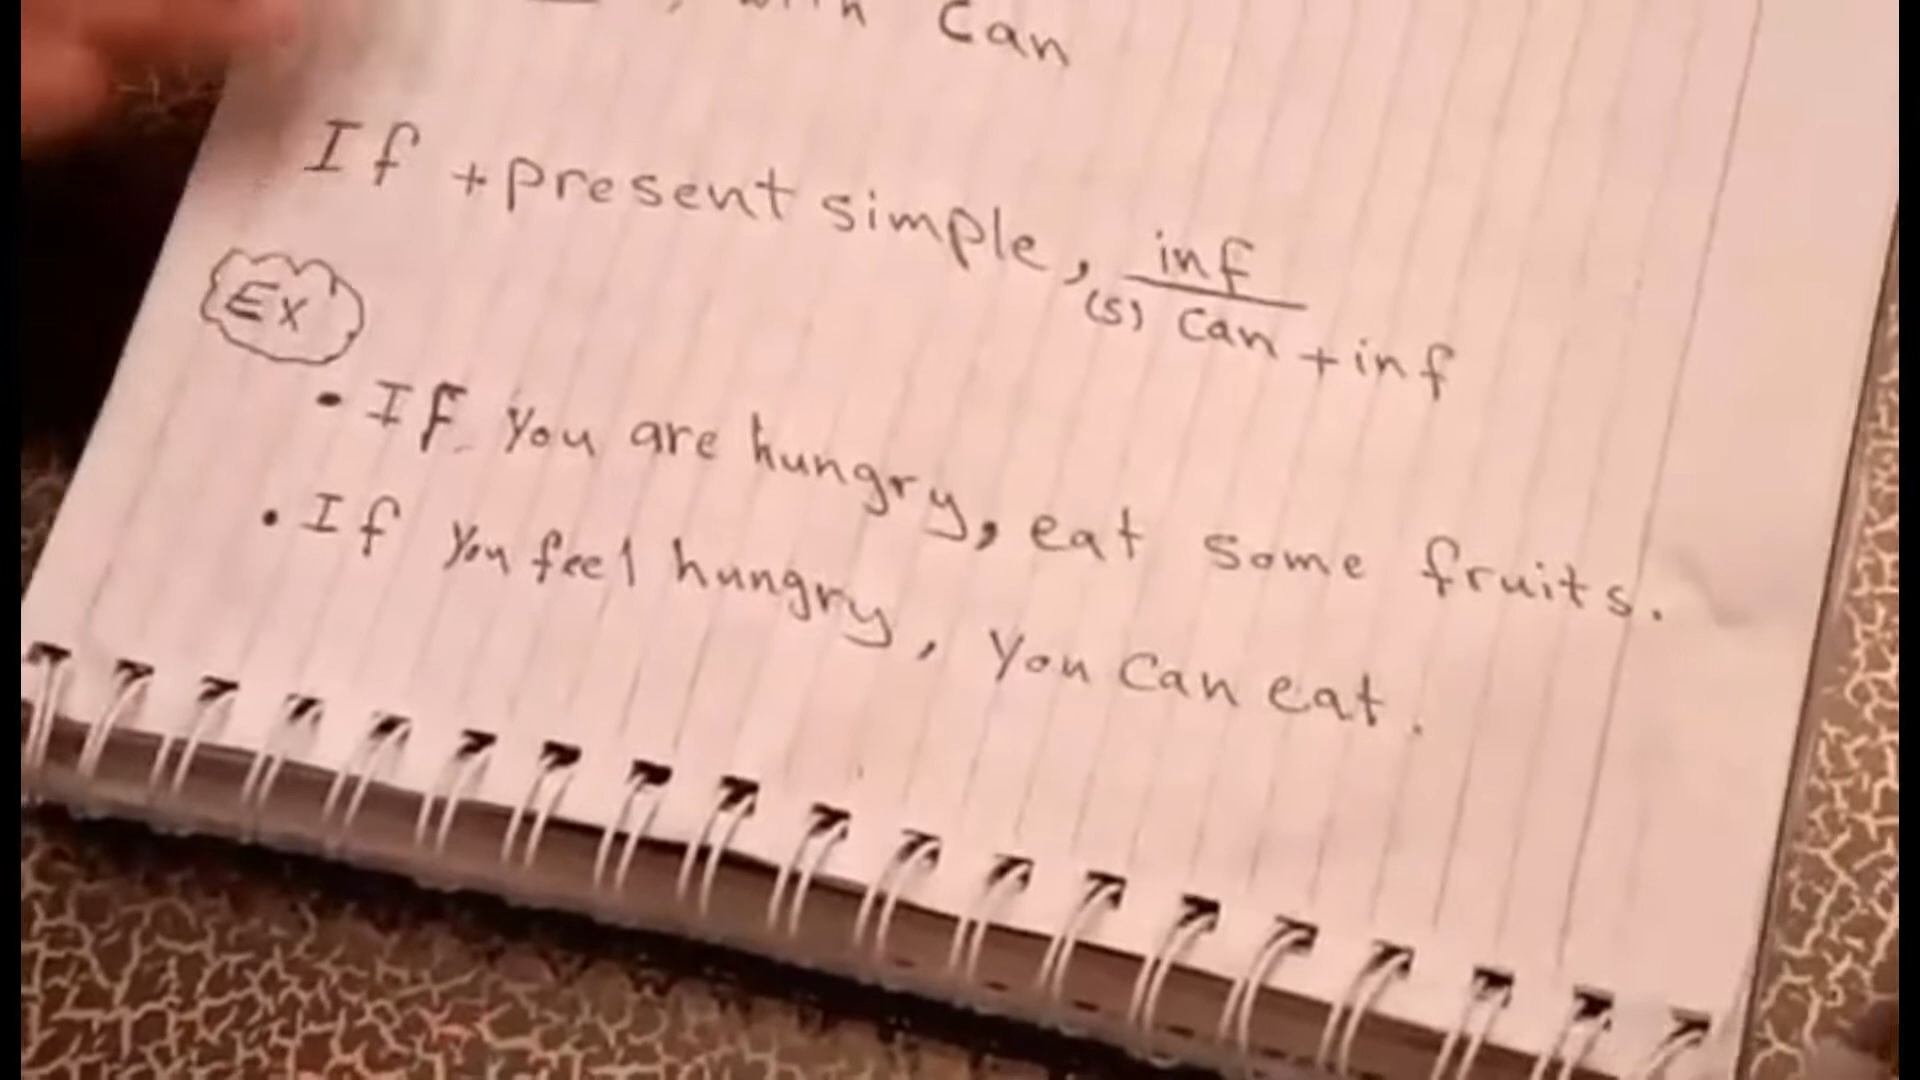 , with Can
If + present simple, inf
(s) Can + inf
Ex
• If you are hungry, eat some fruits.
• If you feel hungry, you can eat.